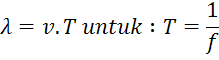 λ = v.T untuk : T = 1/f